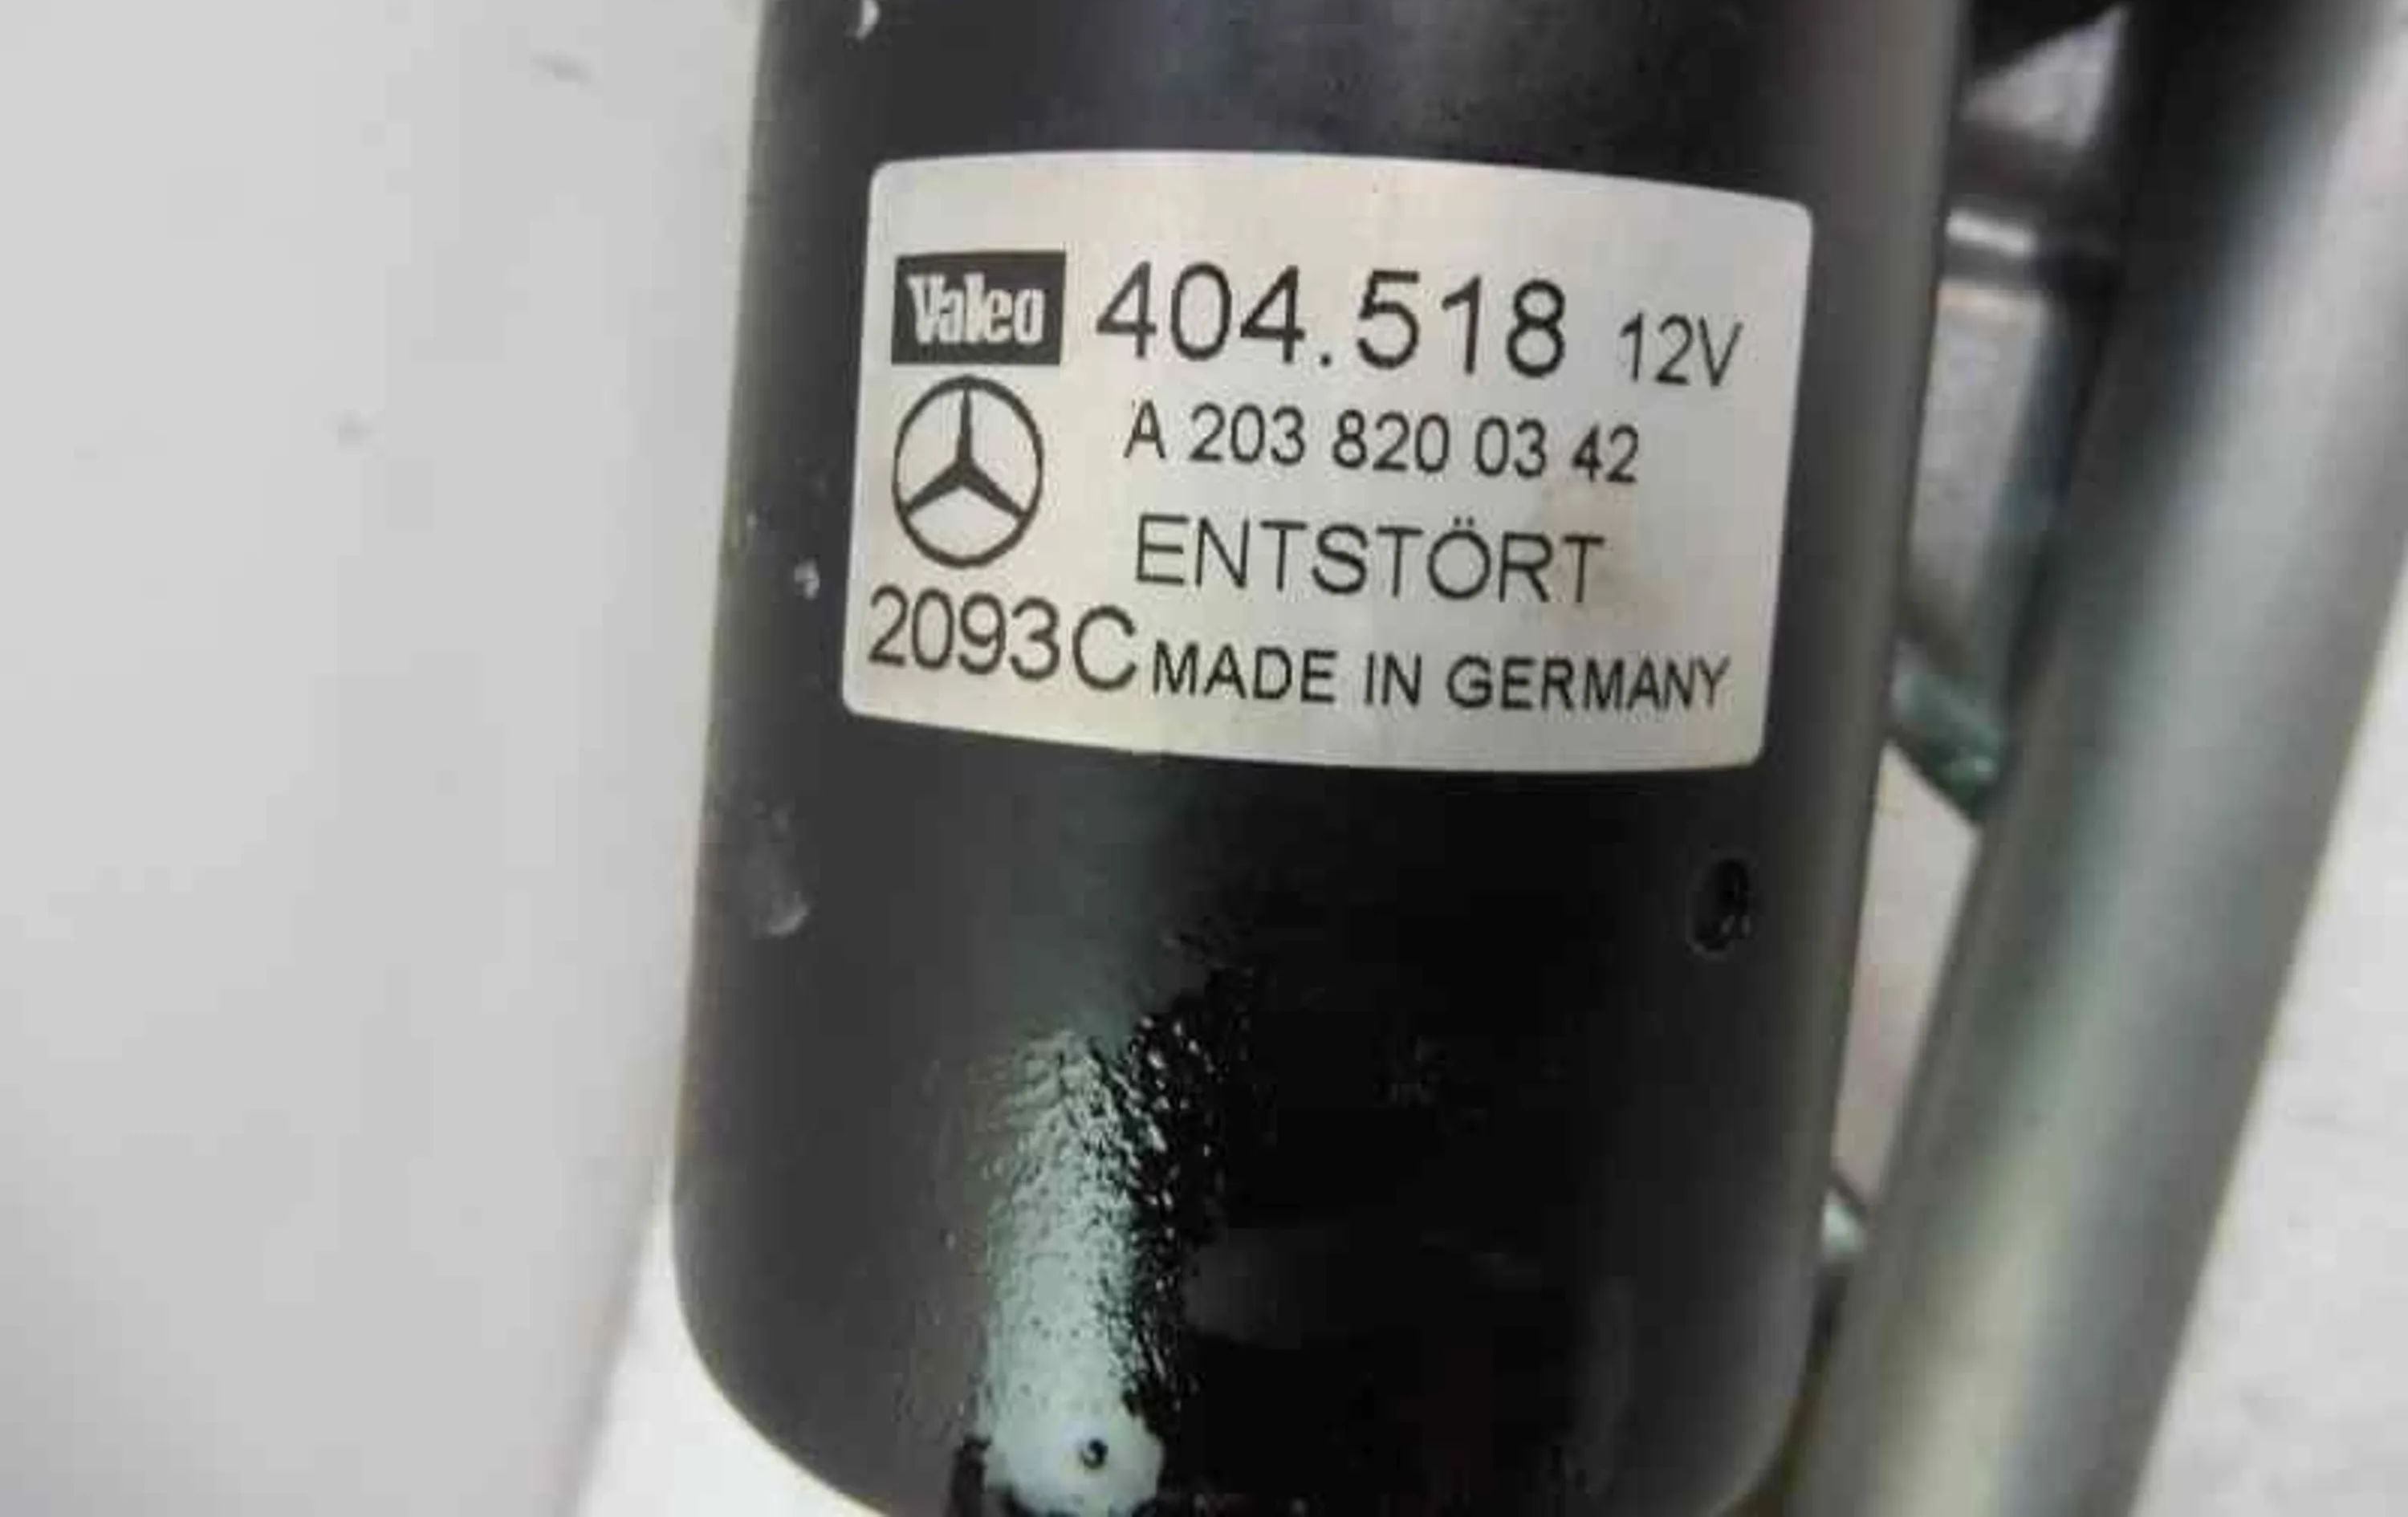 Valeo 404.518 12V
A 203 820 03 42
ENTSTÖRT
2093C MADE IN GERMANY